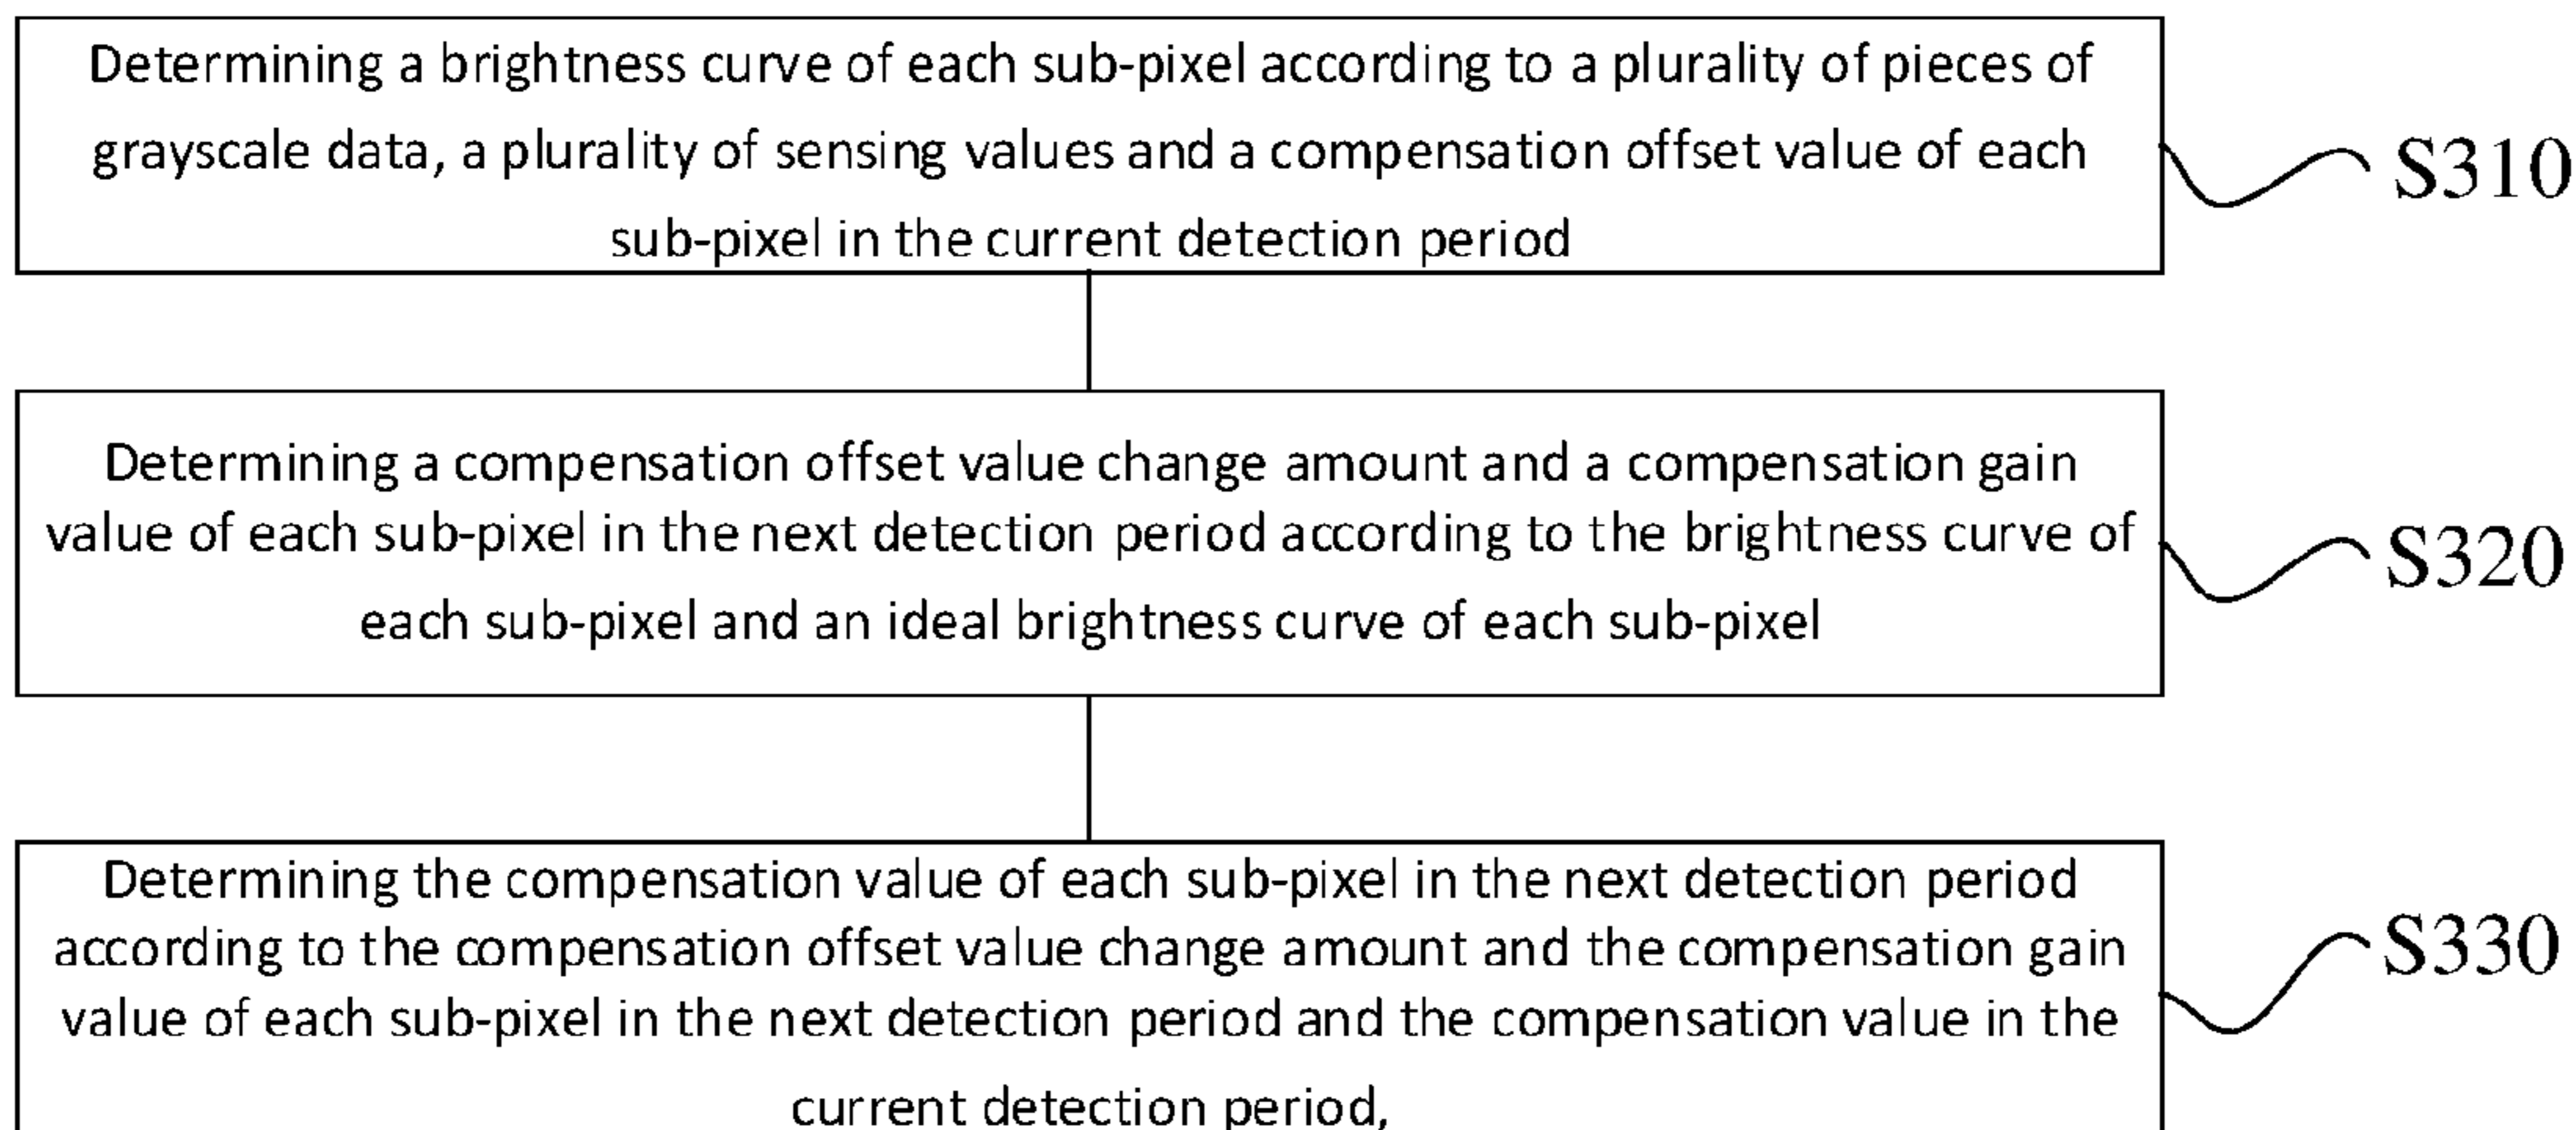 Determining a brightness curve of each sub-pixel according to a plurality of pieces of
grayscale data, a plurality of sensing values and a compensation offset value of each
sub-pixel in the current detection period
S310
Determining a compensation offset value change amount and a compensation gain
value of each sub-pixel in the next detection period according to the brightness curve of
each sub-pixel and an ideal brightness curve of each sub-pixel
S320
Determining the compensation value of each sub-pixel in the next detection period
according to the compensation offset value change amount and the compensation gain
value of each sub-pixel in the next detection period and the compensation value in the
current detection period,
S330